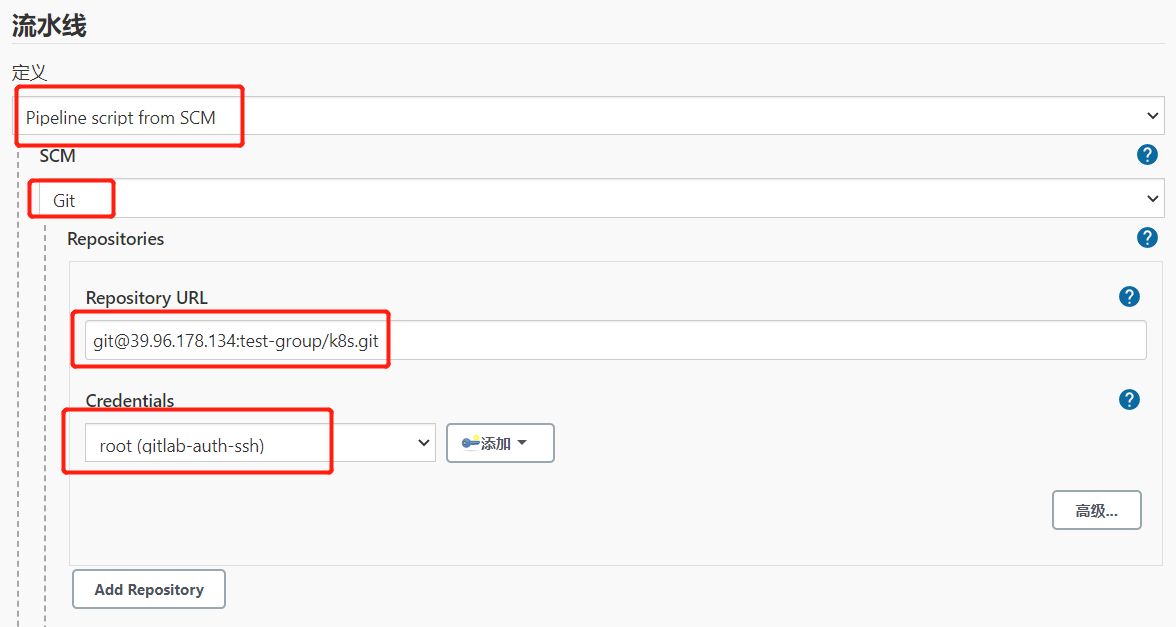 流水线
定义
Pipeline script from SCM
SCM
?
Git
Repositories
?
Repository URL
?
git@39.96.178.134:test-group/k8s.git
Credentials
?
root (gitlab-auth-ssh)
添加
高级...
Add Repository